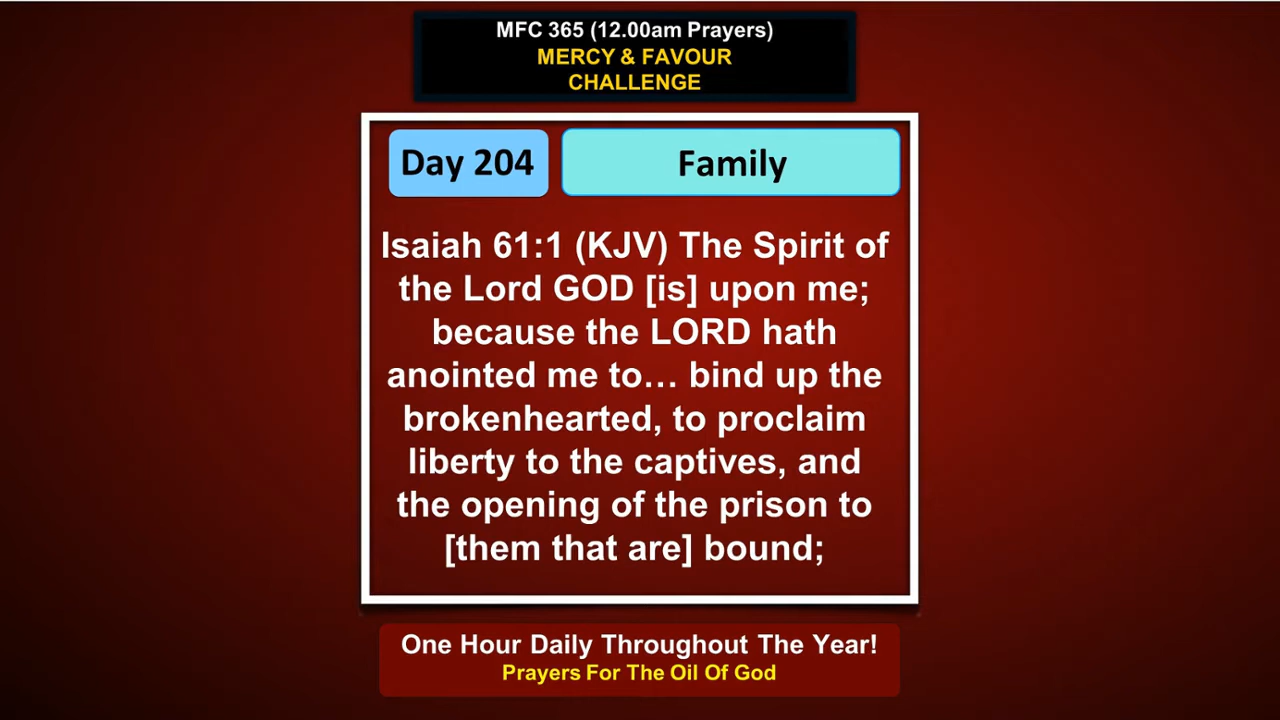 MFC 365 (12.00am Prayers)
MERCY & FAVOUR
CHALLENGE
Day 204
Family
Isaiah 61:1 (KJV) The Spirit of
the Lord GOD [is] upon me;
because the LORD hath
anointed me to... bind up the
brokenhearted, to proclaim
liberty to the captives, and
the opening of the prison to
[them that are] bound;
One Hour Daily Throughout The Year!
Prayers For The Oil Of God